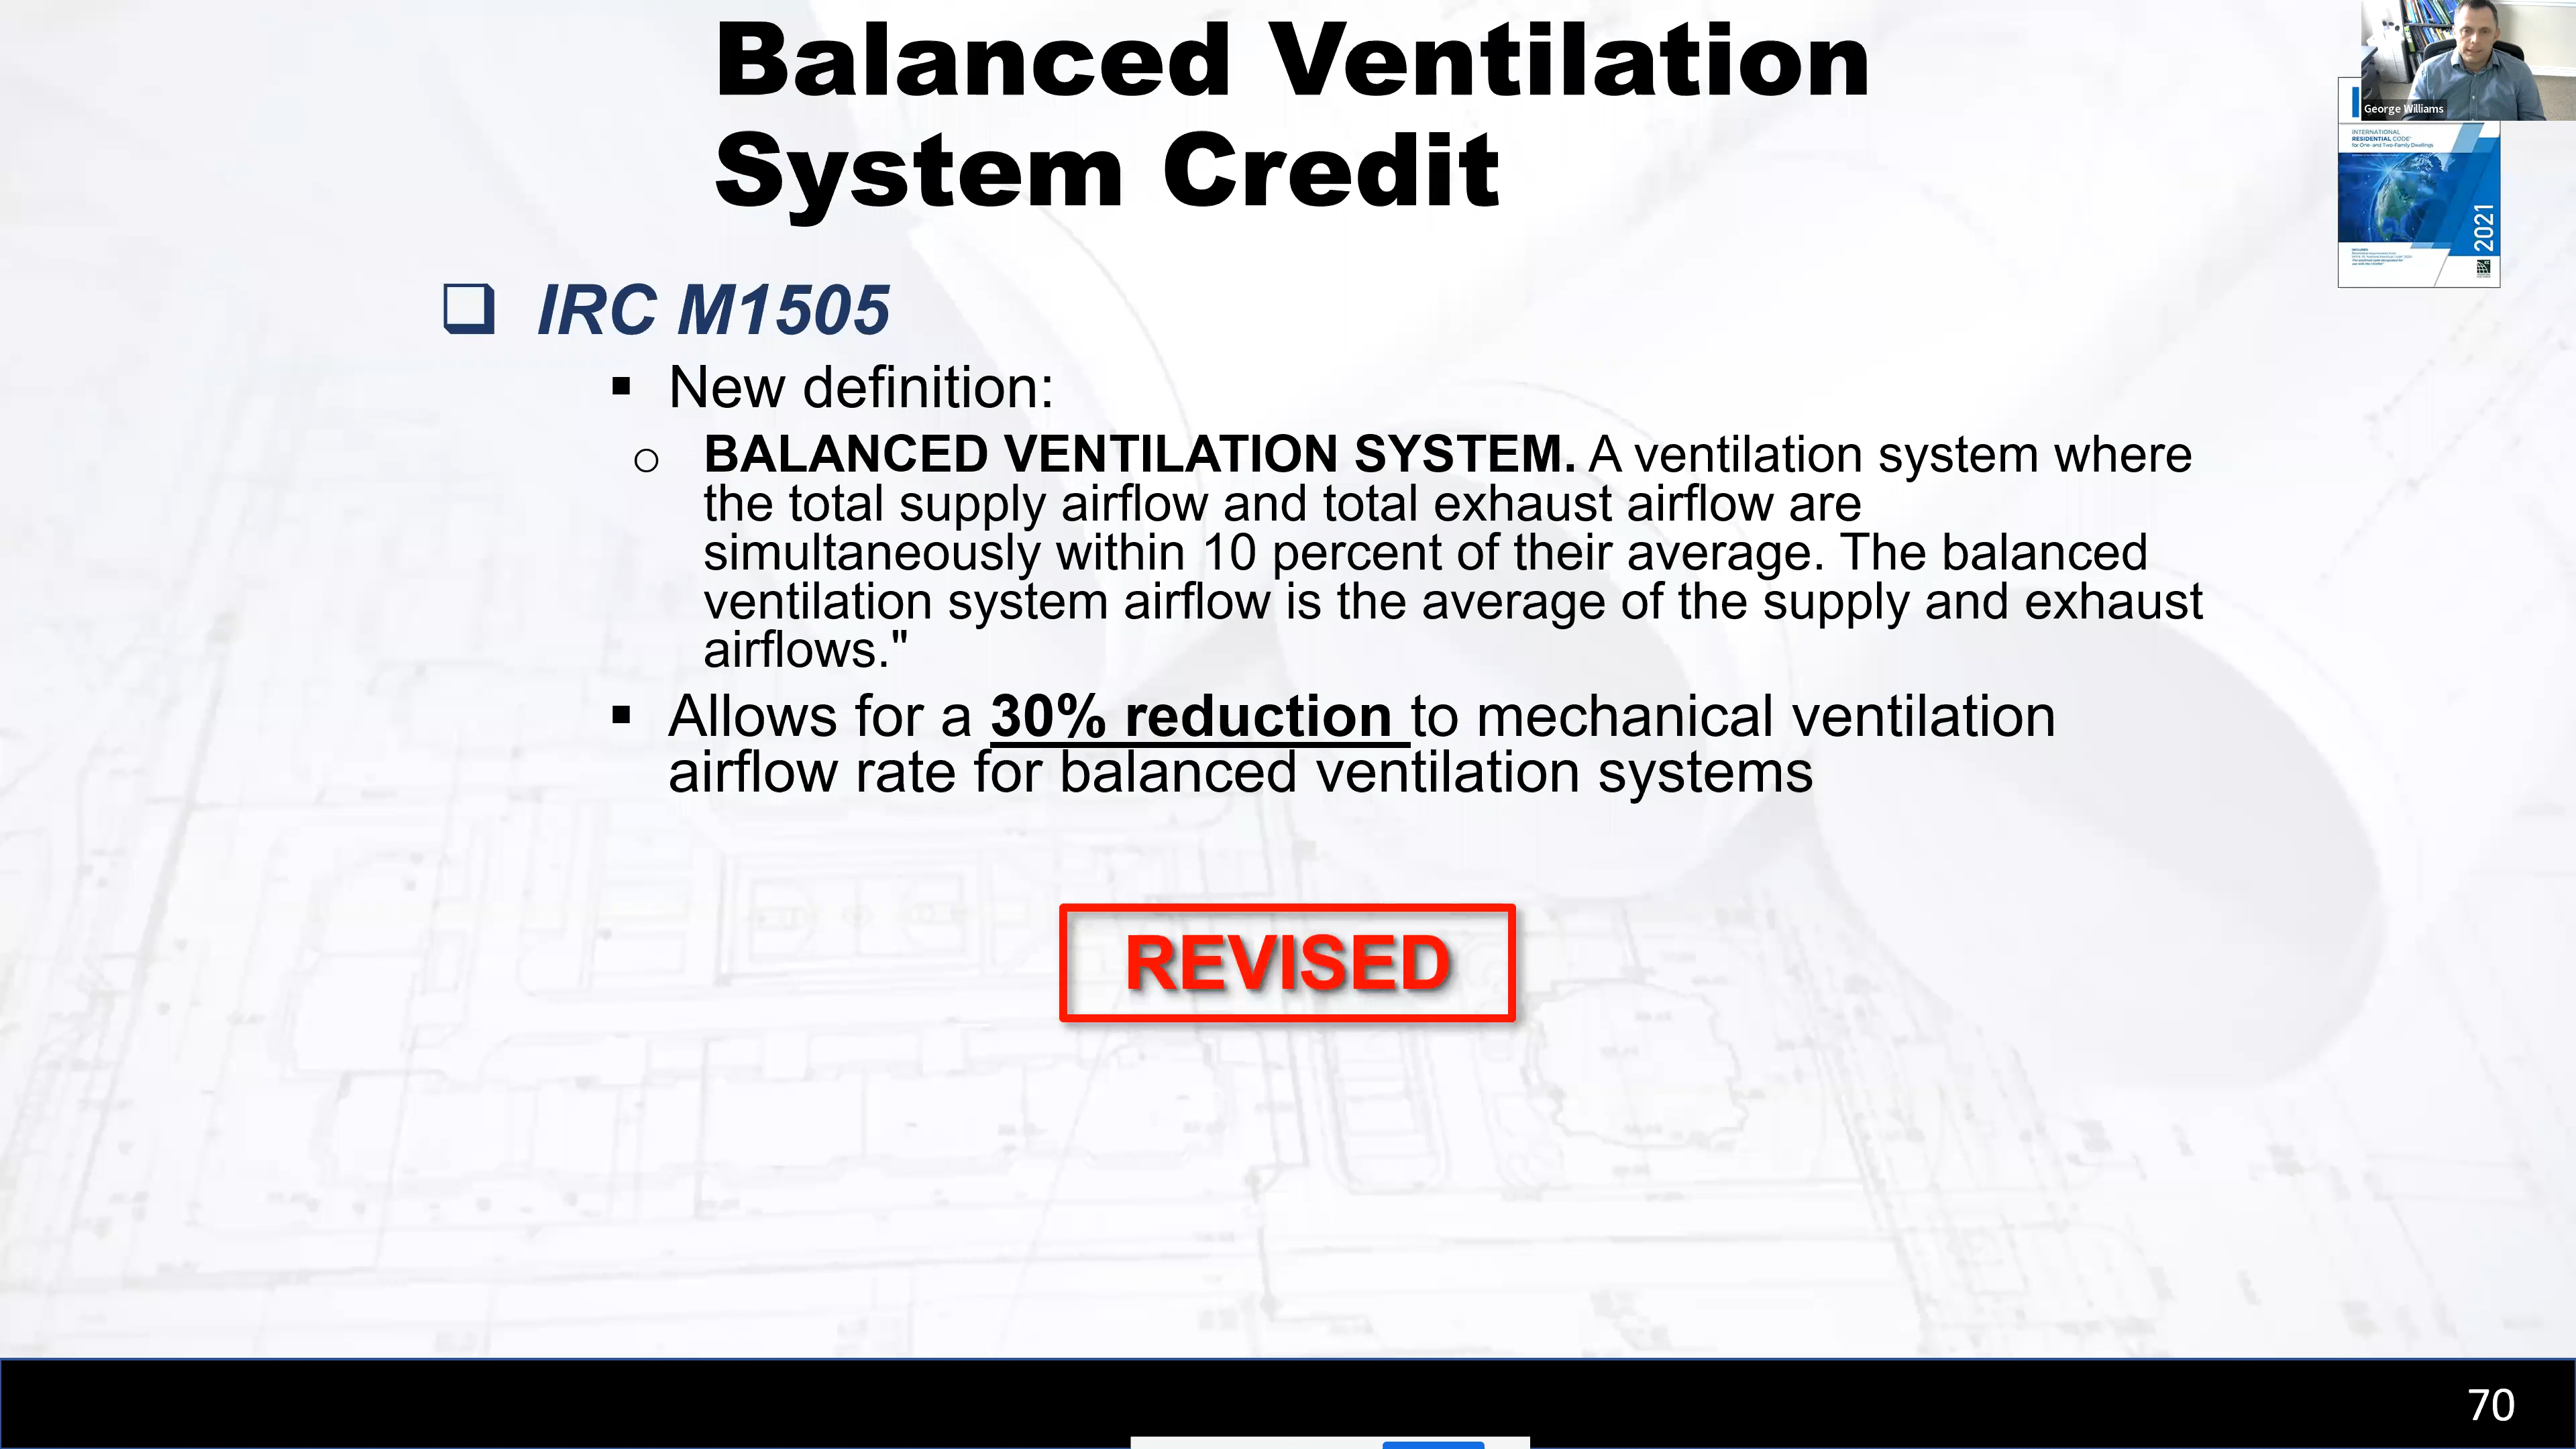 Balanced Ventilation
System Credit
George Williams
INTERNATIONAL
RESIDENTIAL CODE
for One- and Two-Family Dwellings
2021
IRC M1505
New definition:
BALANCED VENTILATION SYSTEM. A ventilation system where
the total supply airflow and total exhaust airflow are
simultaneously within 10 percent of their average. The balanced
ventilation system airflow is the average of the supply and exhaust
airflows."
Allows for a 30% reduction to mechanical ventilation
airflow rate for balanced ventilation systems
REVISED
70